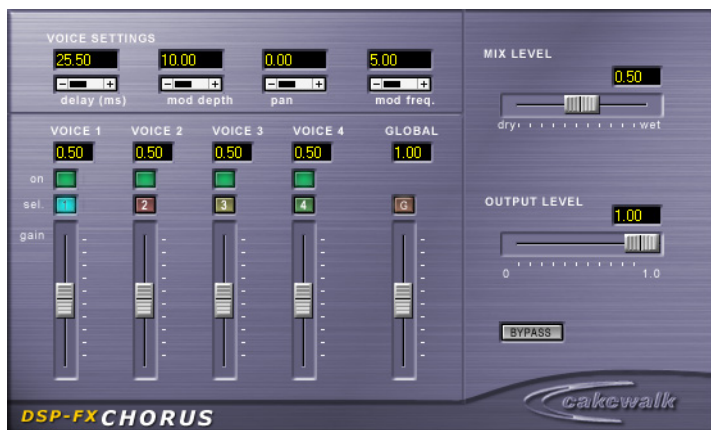 VOICE SETTINGS
25.50 10.00 0.00 5.00
- + - + - + - +
delay (ms) mod depth pan mod freq.
MIX LEVEL
0.50
dry wet
VOICE 1 VOICE 2 VOICE 3 VOICE 4 GLOBAL
0.50 0.50 0.50 0.50 1.00
on
sel. 1 2 3 4 G
gain
OUTPUT LEVEL
1.00
0 1.0
BYPASS
DSP-FX CHORUS
cakewalk